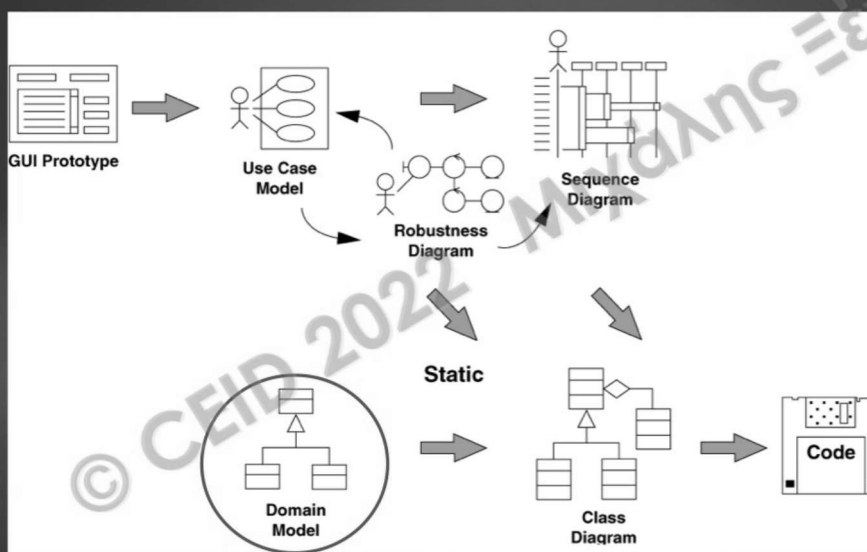 GUI Prototype
Use Case
Model
Robustness
Diagram
Sequence
Diagram
Static
Domain
Model
Class
Diagram
Code
© CEID 2022 Μιχάλης